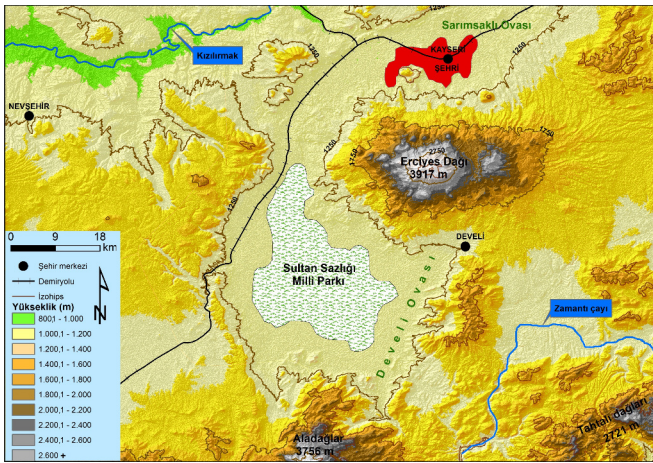 Sarımsaklı Ovası
KAYSERİ
ŞEHRİ
Kızılırmak
1250
1250
NEVŞEHİR
1250
1750
1750
2750
Erciyes Dağı
3917 m
1250
0 9 18
km
Şehir merkezi
Demiryolu
İzohips
N
Yükseklik (m)
800,1 - 1.000
1.000,1 - 1.200
1.200,1 - 1.400
1.400,1 - 1.600
1.600,1 - 1.800
1.800,1 - 2.000
2.000,1 - 2.200
2.200,1 - 2.400
2.400,1 - 2.600
2.600 +
DEVELİ
Sultan Sazlığı
Milli Parkı
Develi Ovası
Zamantı çayı
Aladağlar
3756 m
Tahtalı dağları
2721 m